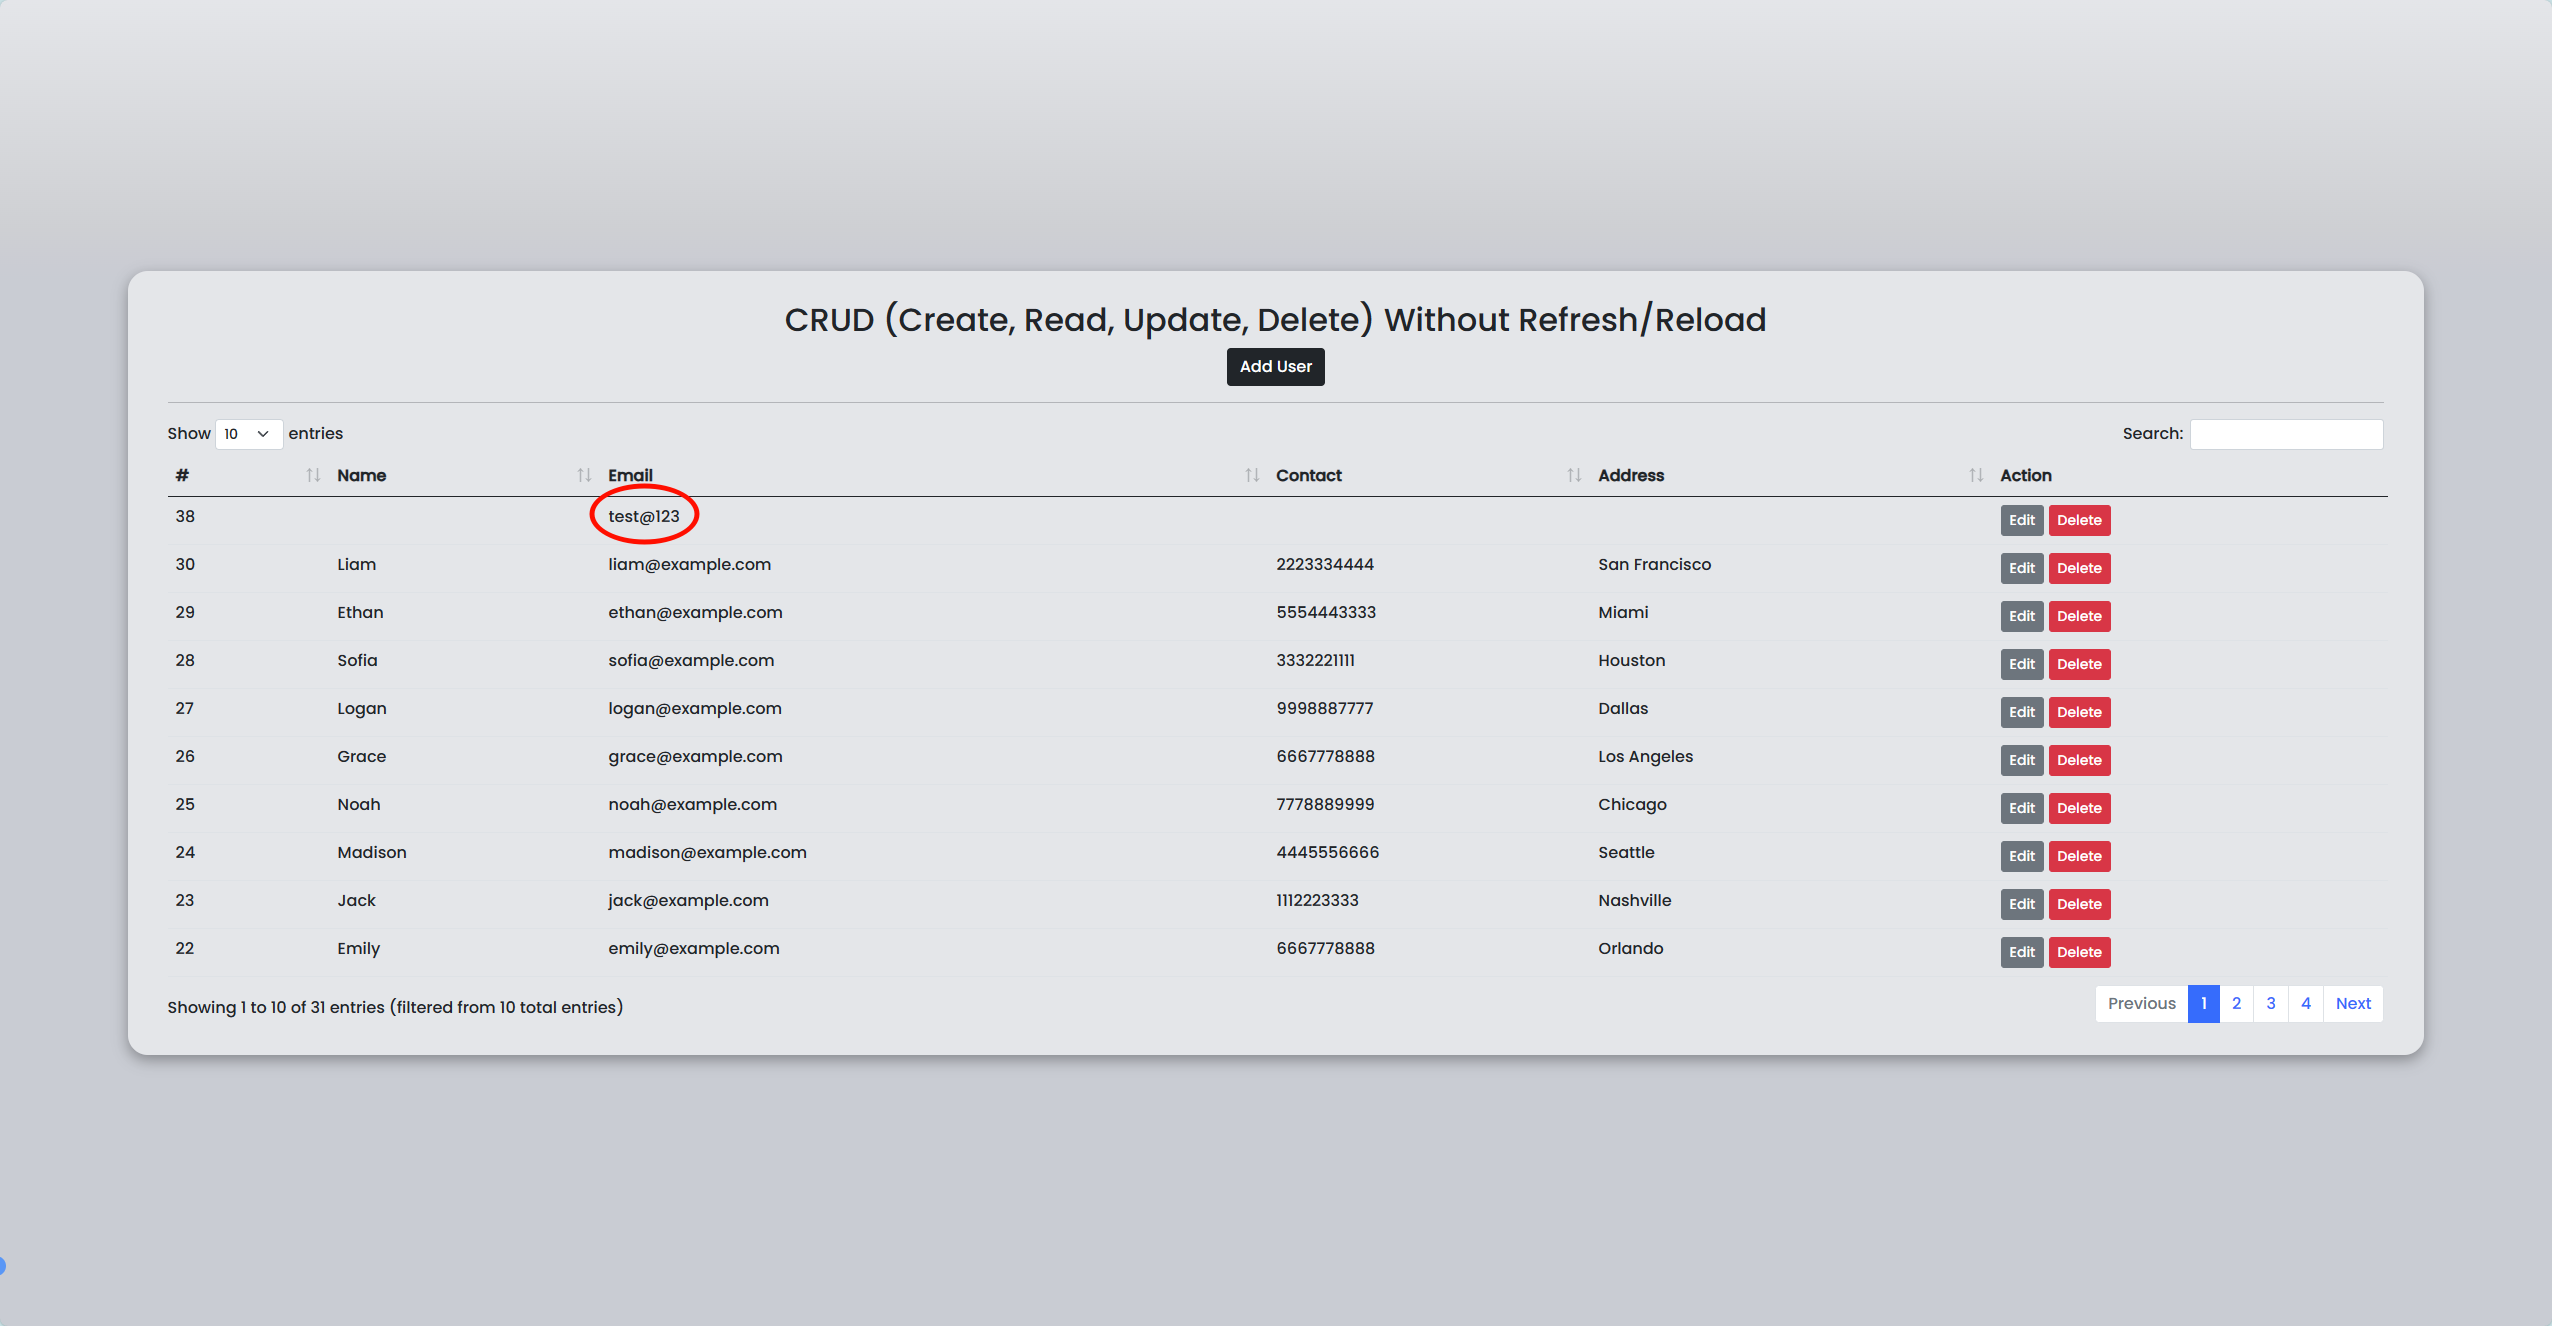 CRUD (Create, Read, Update, Delete) Without Refresh/Reload
Add User
Show 10 entries Search:
# Name Email Contact Address Action
38 test@123 Edit Delete
30 Liam liam@example.com 2223334444 San Francisco Edit Delete
29 Ethan ethan@example.com 5554443333 Miami Edit Delete
28 Sofia sofia@example.com 3332221111 Houston Edit Delete
27 Logan logan@example.com 9998887777 Dallas Edit Delete
26 Grace grace@example.com 6667778888 Los Angeles Edit Delete
25 Noah noah@example.com 7778889999 Chicago Edit Delete
24 Madison madison@example.com 4445556666 Seattle Edit Delete
23 Jack jack@example.com 1112223333 Nashville Edit Delete
22 Emily emily@example.com 6667778888 Orlando Edit Delete
Showing 1 to 10 of 31 entries (filtered from 10 total entries) Previous 1 2 3 4 Next